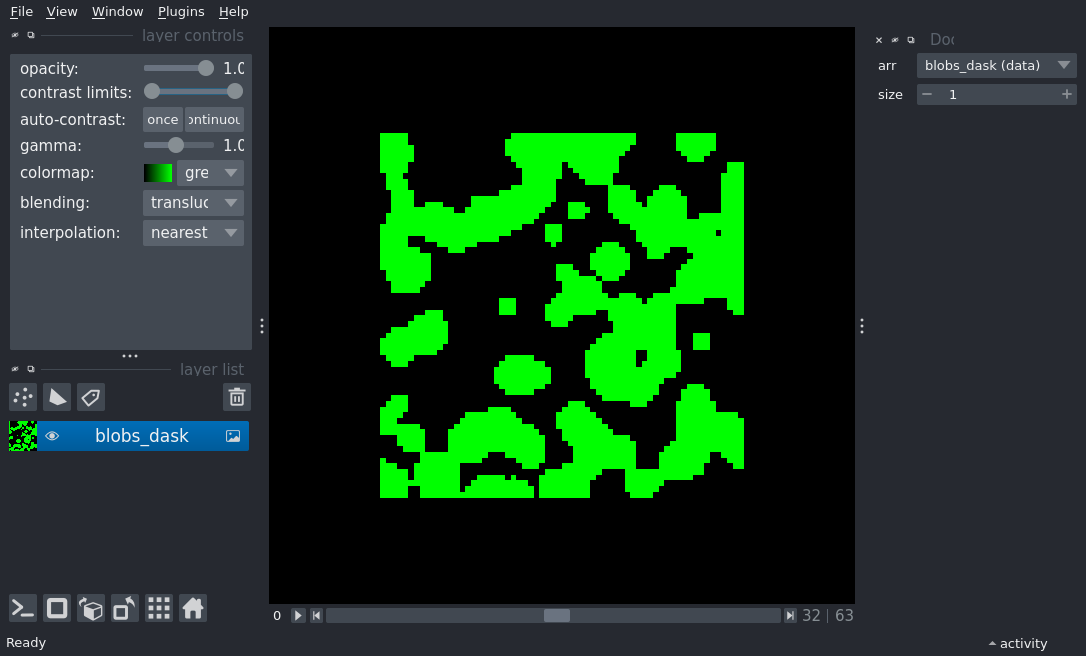 File View Window Plugins Help
layer controls
opacity: 1.0
contrast limits:
auto-contrast: once ontinuou
gamma: 1.0
colormap: gre
blending: transluc
interpolation: nearest
layer list
blobs_dask
0 32 | 63
Ready
Doc
arr blobs_dask (data)
size 1
activity